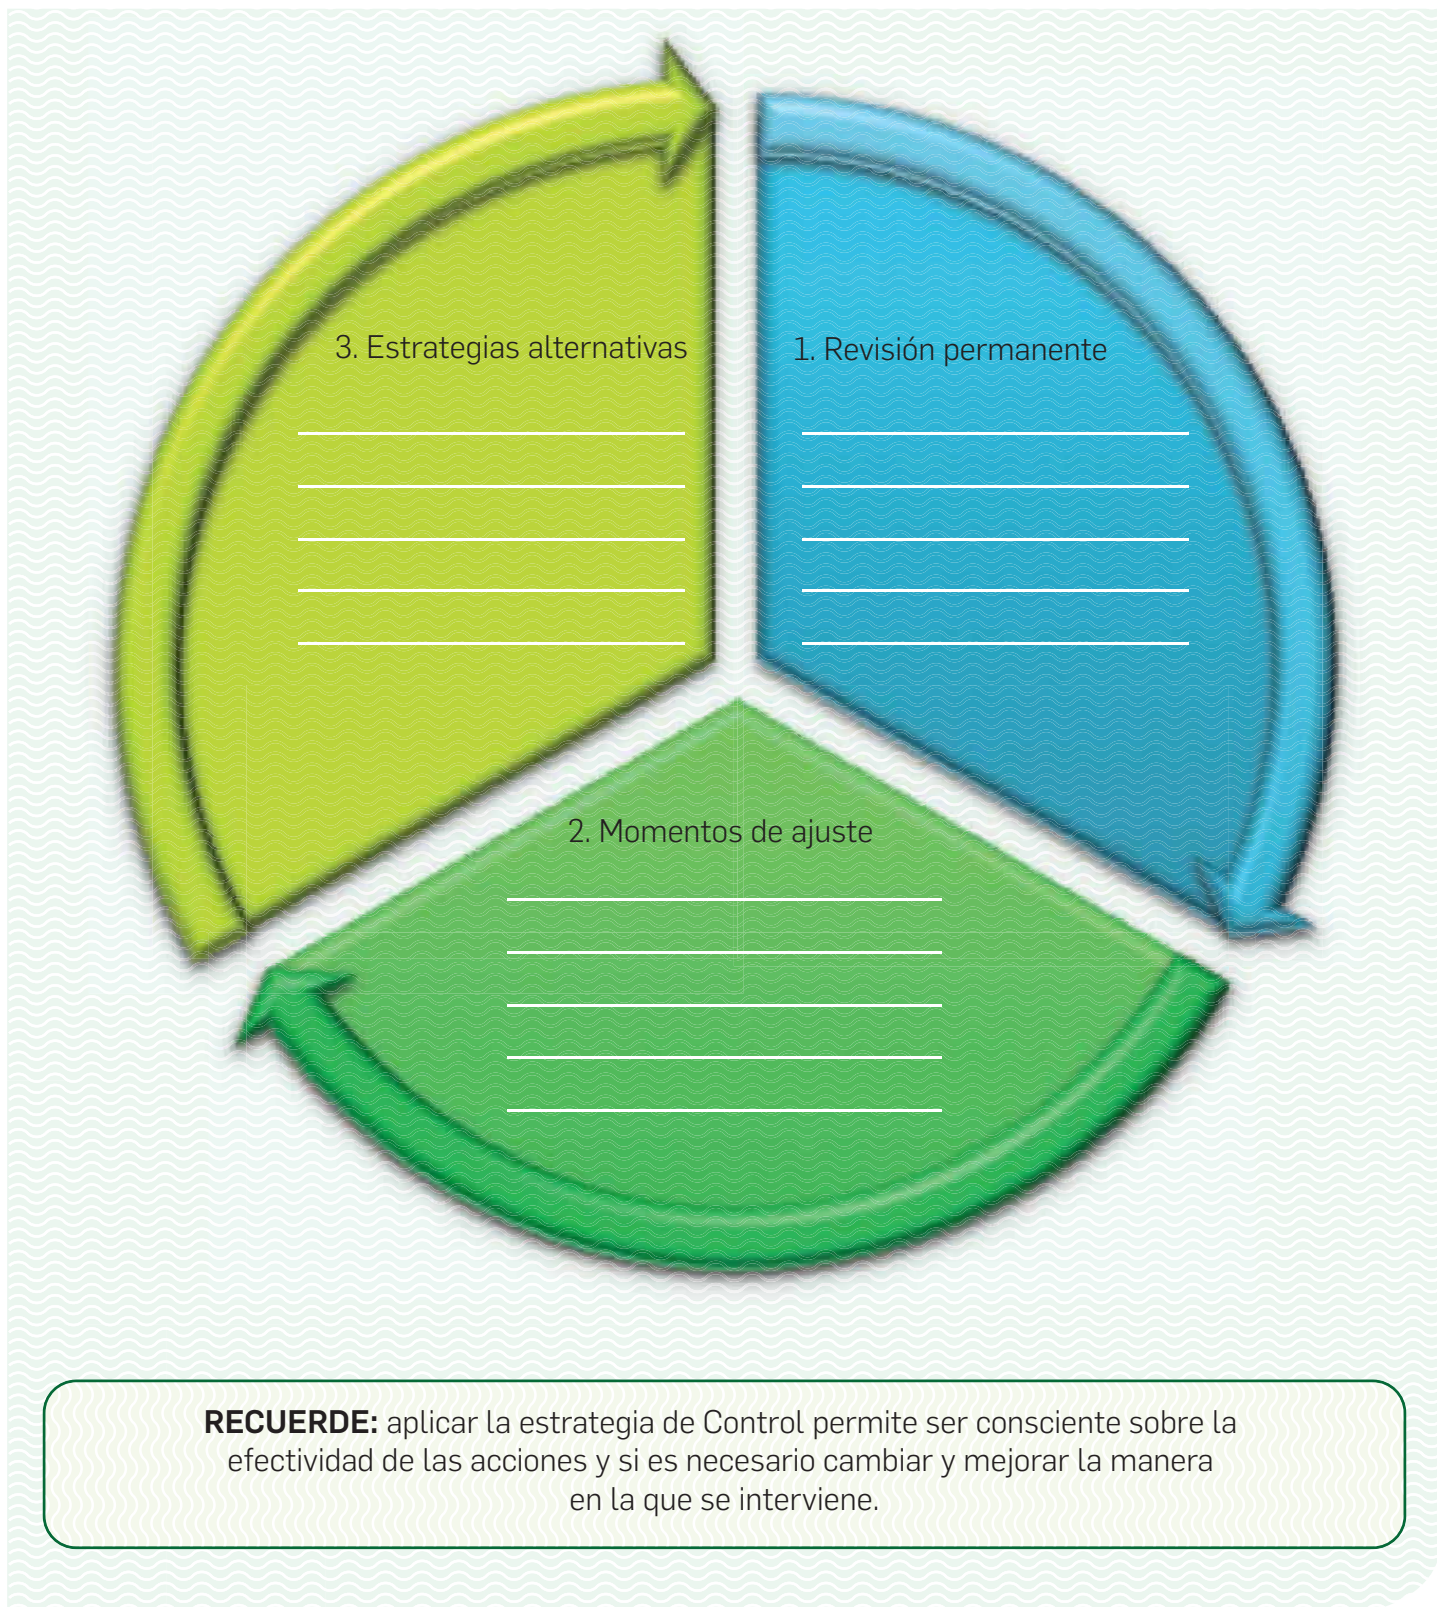 3. Estrategias alternativas
1. Revisión permanente
2. Momentos de ajuste
RECUERDE: aplicar la estrategia de Control permite ser consciente sobre la
efectividad de las acciones y si es necesario cambiar y mejorar la manera
en la que se interviene.